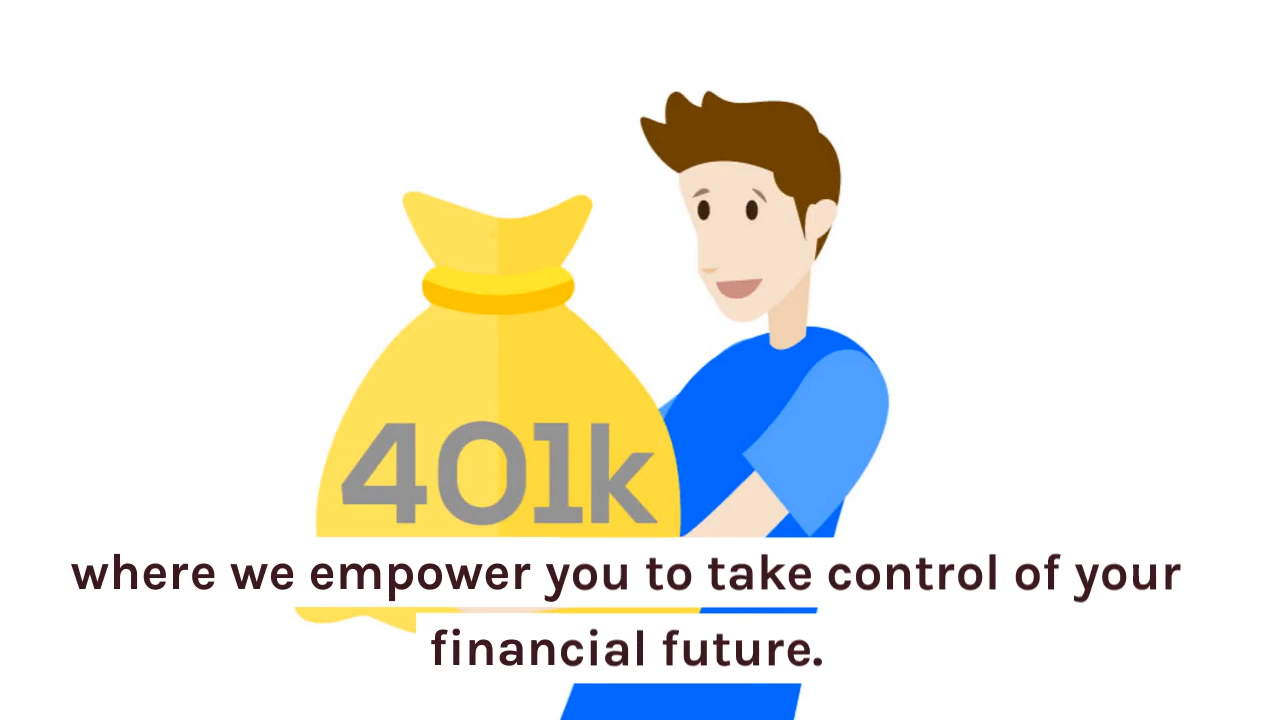 401k
where we empower you to take control of your
financial future.